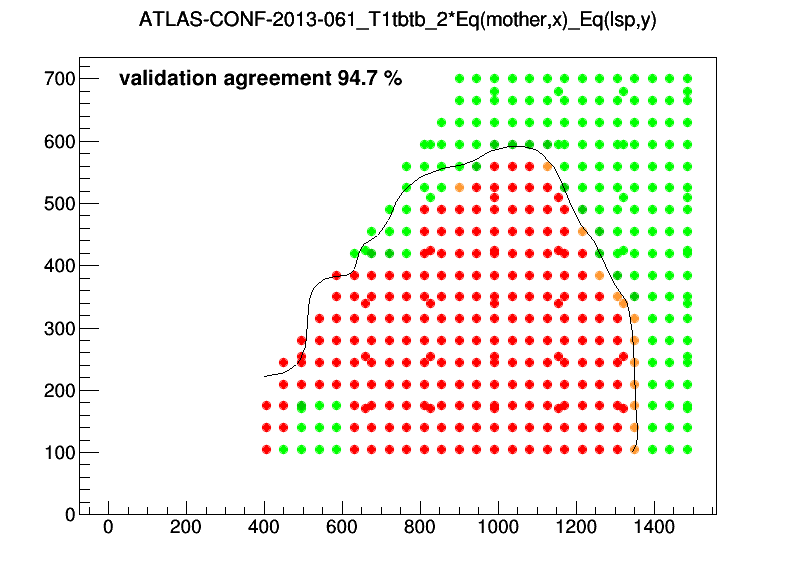 ATLAS-CONF-2013-061_T1tbtb_2*Eq(mother,x)_Eq(lsp,y)
validation agreement 94.7 %
700
600
500
400
300
200
100
0
0 200 400 600 800 1000 1200 1400